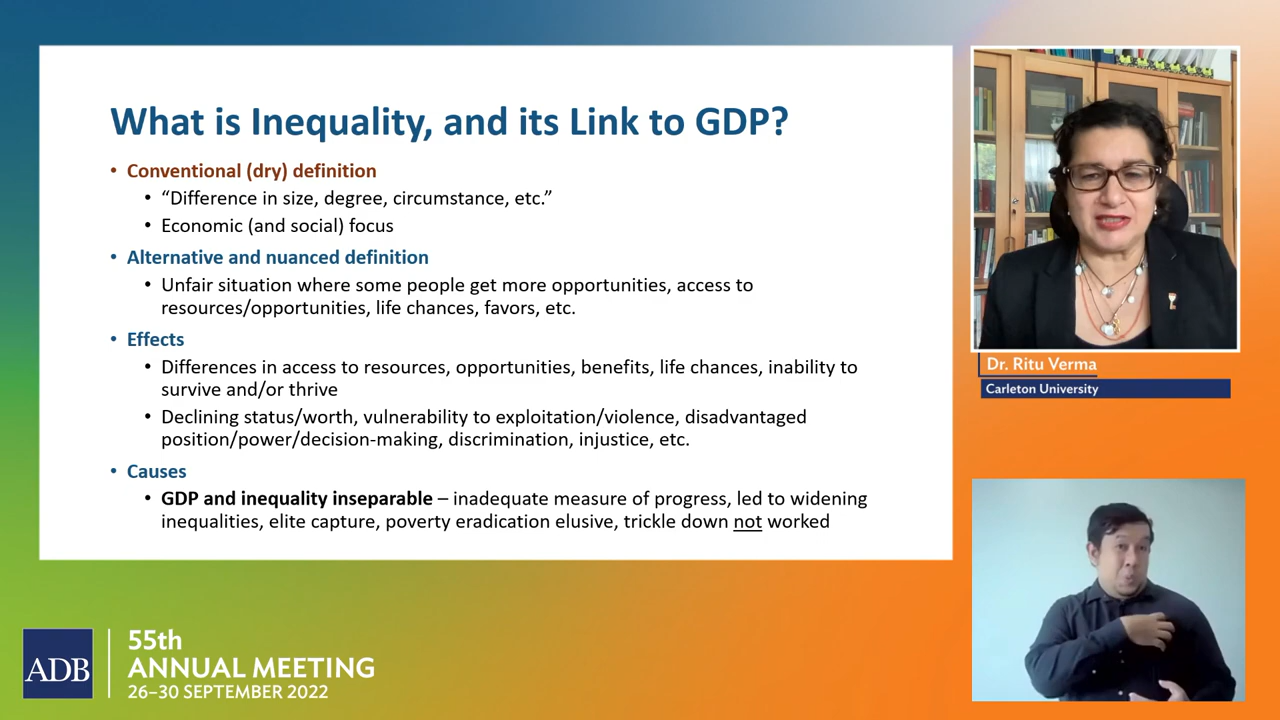 What is Inequality, and its Link to GDP?
• Conventional (dry) definition
• “Difference in size, degree, circumstance, etc.”
• Economic (and social) focus
• Alternative and nuanced definition
• Unfair situation where some people get more opportunities, access to
resources/opportunities, life chances, favors, etc.
• Effects
• Differences in access to resources, opportunities, benefits, life chances, inability to
survive and/or thrive
• Declining status/worth, vulnerability to exploitation/violence, disadvantaged
position/power/decision-making, discrimination, injustice, etc.
• Causes
• GDP and inequality inseparable – inadequate measure of progress, led to widening
inequalities, elite capture, poverty eradication elusive, trickle down not worked
Dr. Ritu Verma
Carleton University
ADB
55th
ANNUAL MEETING
26–30 SEPTEMBER 2022